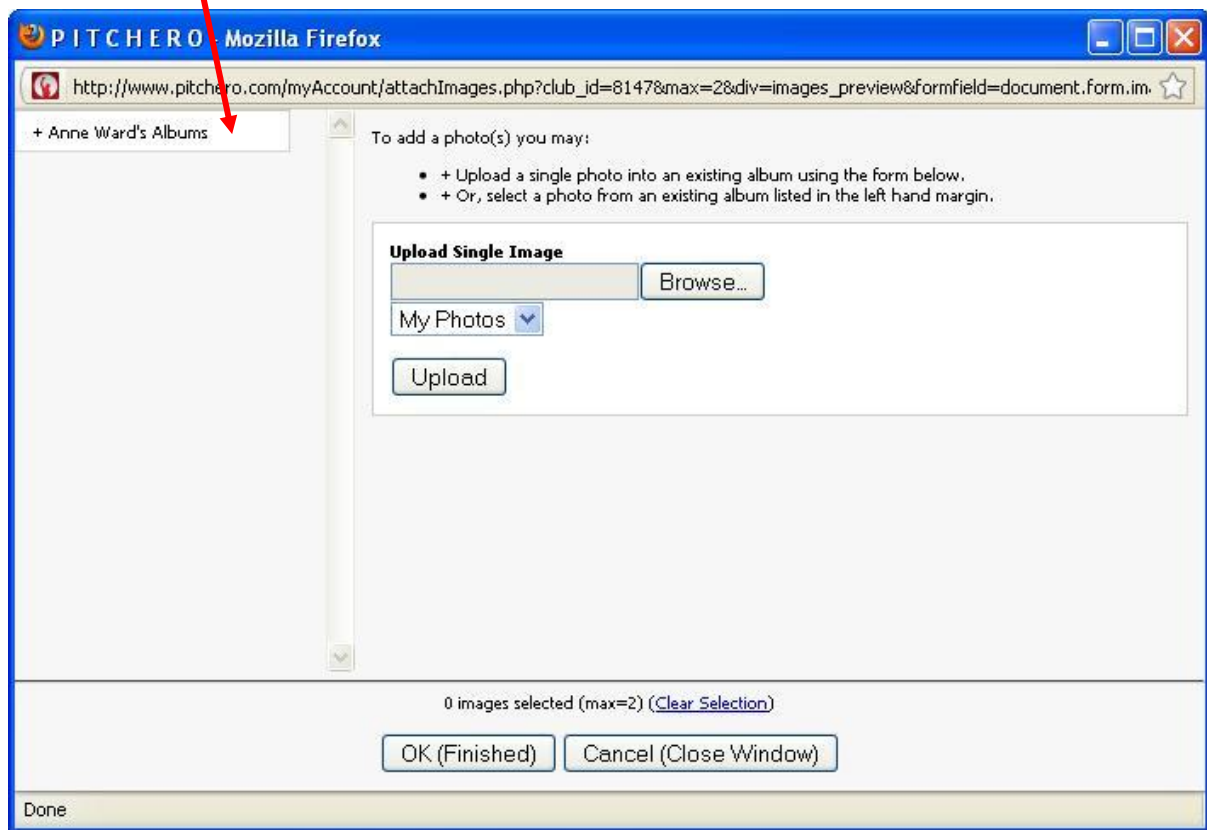 P I T C H E R O - Mozilla Firefox
http://www.pitchero.com/myAccount/attachImages.php?club_id=8147&max=2&div=images_preview&formfield=document.form.im
+ Anne Ward's Albums
To add a photo(s) you may:
• + Upload a single photo into an existing album using the form below.
• + Or, select a photo from an existing album listed in the left hand margin.
Upload Single Image
Browse...
My Photos
Upload
0 images selected (max=2) (Clear Selection)
OK (Finished) Cancel (Close Window)
Done